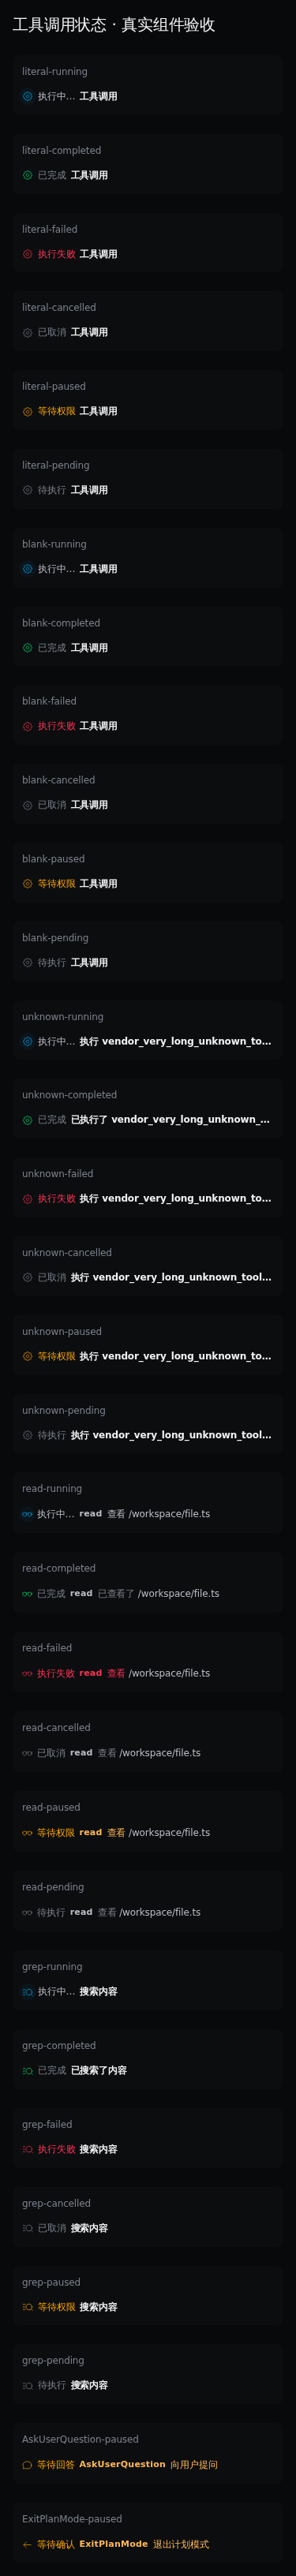 工具调用状态 · 真实组件验收
literal-running
执行中... 工具调用
literal-completed
已完成 工具调用
literal-failed
执行失败 工具调用
literal-cancelled
已取消 工具调用
literal-paused
等待权限 工具调用
literal-pending
待执行 工具调用
blank-running
执行中... 工具调用
blank-completed
已完成 工具调用
blank-failed
执行失败 工具调用
blank-cancelled
已取消 工具调用
blank-paused
等待权限 工具调用
blank-pending
待执行 工具调用
unknown-running
执行中... 执行 vendor_very_long_unknown_to...
unknown-completed
已完成 已执行了 vendor_very_long_unknown_...
unknown-failed
执行失败 执行 vendor_very_long_unknown_to...
unknown-cancelled
已取消 执行 vendor_very_long_unknown_tool...
unknown-paused
等待权限 执行 vendor_very_long_unknown_to...
unknown-pending
待执行 执行 vendor_very_long_unknown_tool...
read-running
执行中... read 查看 /workspace/file.ts
read-completed
已完成 read 已查看了 /workspace/file.ts
read-failed
执行失败 read 查看 /workspace/file.ts
read-cancelled
已取消 read 查看 /workspace/file.ts
read-paused
等待权限 read 查看 /workspace/file.ts
read-pending
待执行 read 查看 /workspace/file.ts
grep-running
执行中... 搜索内容
grep-completed
已完成 已搜索了内容
grep-failed
执行失败 搜索内容
grep-cancelled
已取消 搜索内容
grep-paused
等待权限 搜索内容
grep-pending
待执行 搜索内容
AskUserQuestion-paused
等待回答 AskUserQuestion 向用户提问
ExitPlanMode-paused
等待确认 ExitPlanMode 退出计划模式